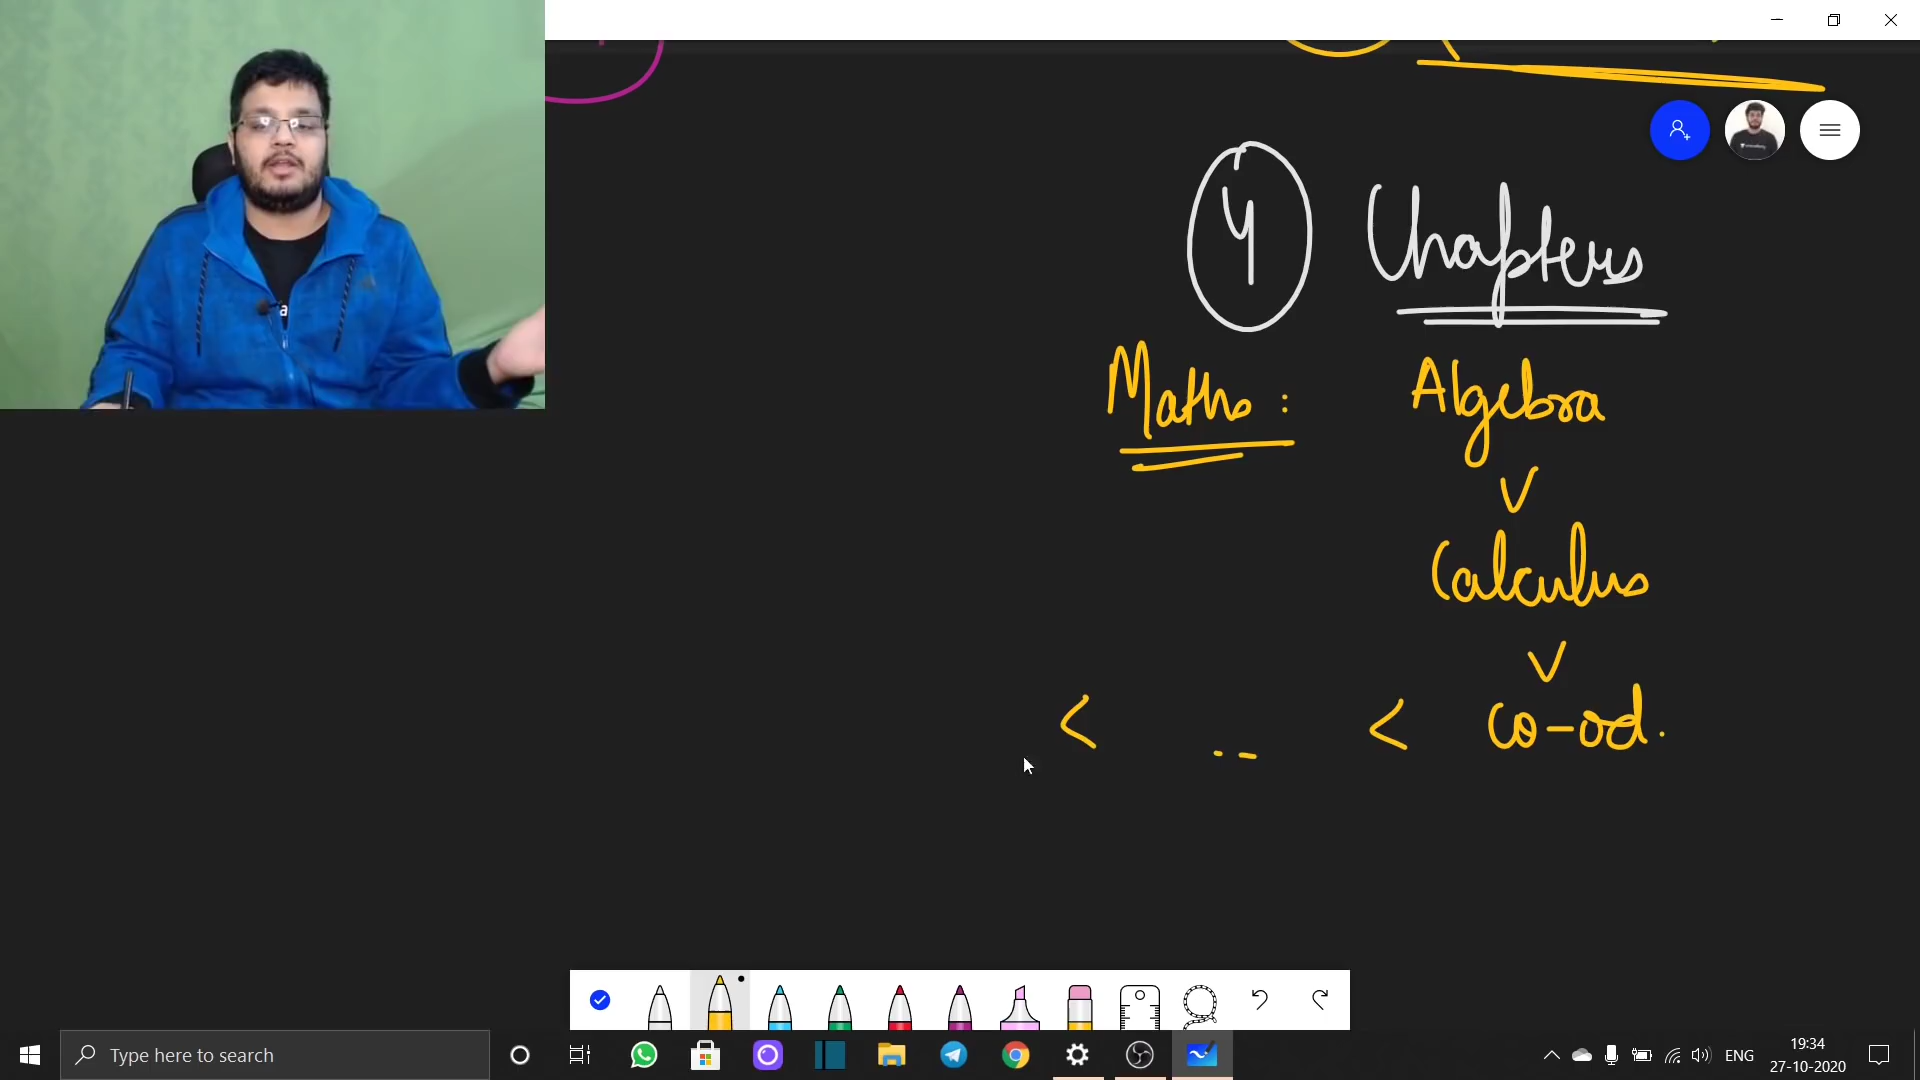 4 Chapters
Maths : Algebra
V
Calculus
V
< -- < Co-od.
a
Type here to search
ENG
19:34
27-10-2020